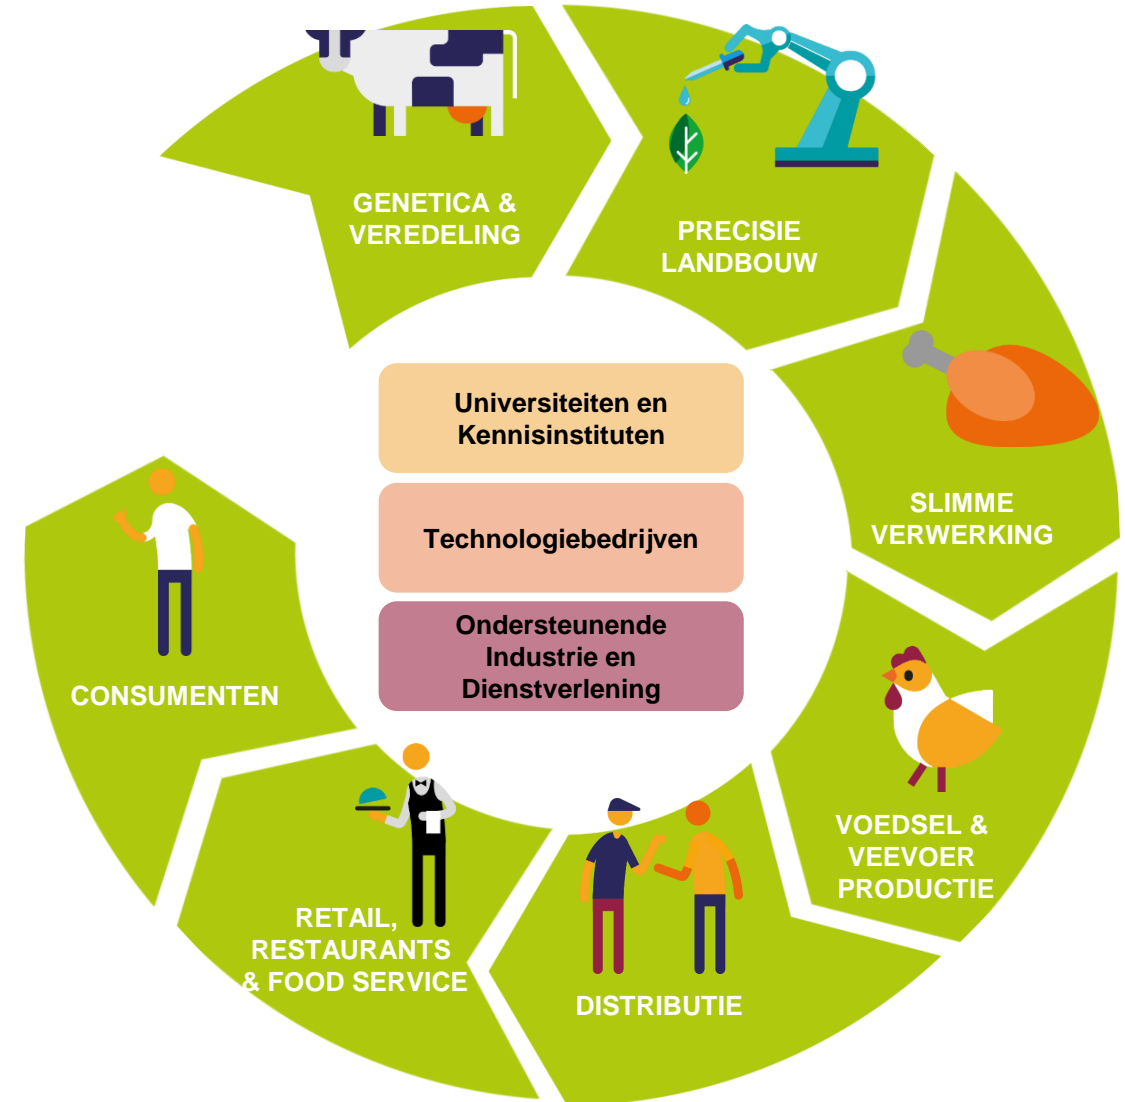 GENETICA &
VEREDELING
PRECISIE
LANDBOUW
SLIMME
VERWERKING
VOEDSEL &
VEEVOER
PRODUCTIE
DISTRIBUTIE
RETAIL,
RESTAURANTS
& FOOD SERVICE
CONSUMENTEN
Universiteiten en
Kennisinstituten
Technologiebedrijven
Ondersteunende
Industrie en
Dienstverlening